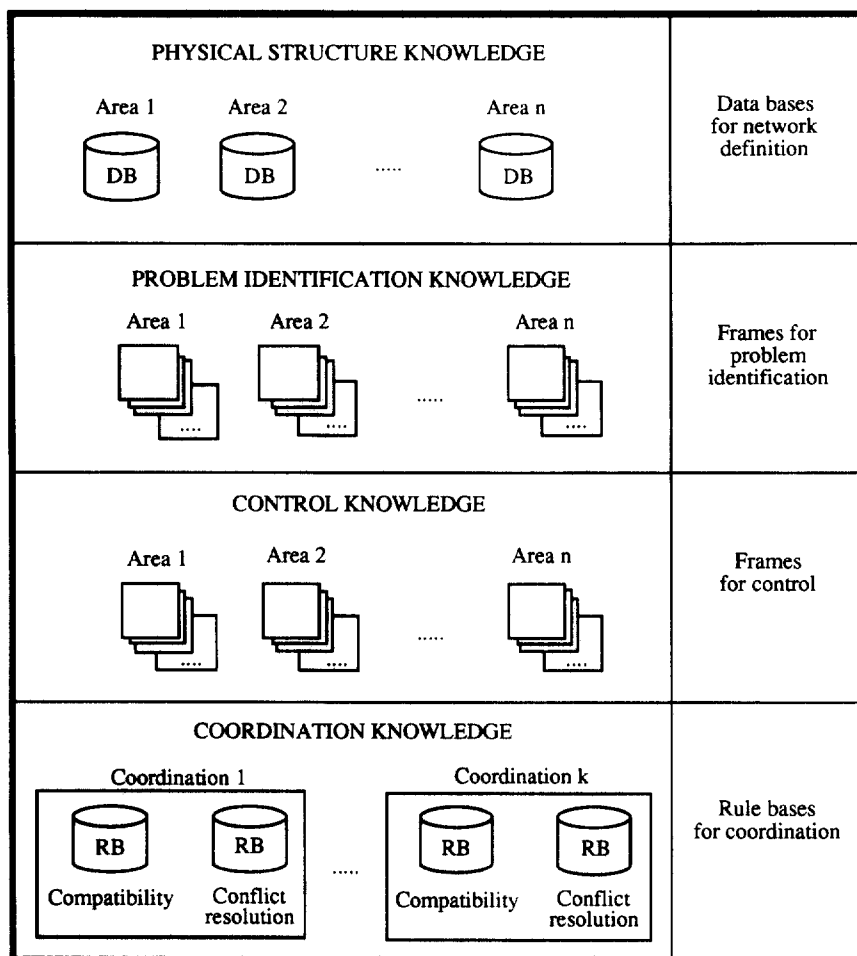 PHYSICAL STRUCTURE KNOWLEDGE
Area 1 Area 2 Area n
DB DB ..... DB
Data bases
for network
definition
PROBLEM IDENTIFICATION KNOWLEDGE
Area 1 Area 2 Area n
.... .... ..... ....
Frames for
problem
identification
CONTROL KNOWLEDGE
Area 1 Area 2 Area n
.... .... ..... ....
Frames
for control
COORDINATION KNOWLEDGE
Coordination 1 Coordination k
RB RB ..... RB RB
Compatibility Conflict resolution Compatibility Conflict resolution
Rule bases
for coordination